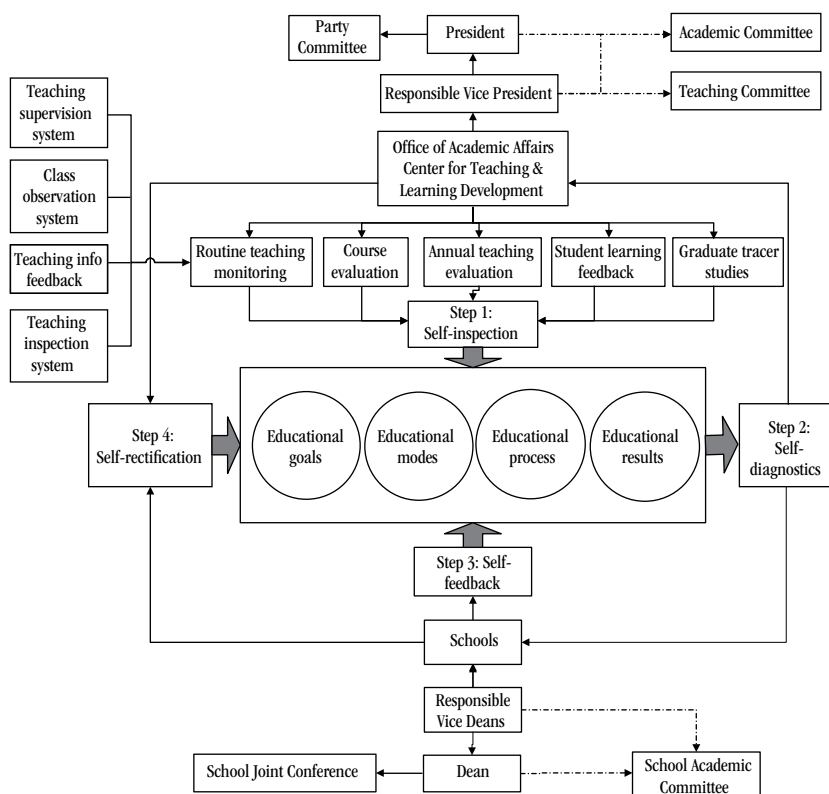 Party
Committee
President
Academic Committee
Responsible Vice President
Teaching Committee
Teaching
supervision
system
Office of Academic Affairs
Center for Teaching &
Learning Development
Class
observation
system
Teaching info
feedback
Routine teaching
monitoring
Course
evaluation
Annual teaching
evaluation
Student learning
feedback
Graduate tracer
studies
Teaching
inspection
system
Step 1:
Self-inspection
Step 4:
Self-rectification
Educational
goals
Educational
modes
Educational
process
Educational
results
Step 2:
Self-
diagnostics
Step 3: Self-
feedback
Schools
Responsible
Vice Deans
School Joint Conference
Dean
School Academic
Committee